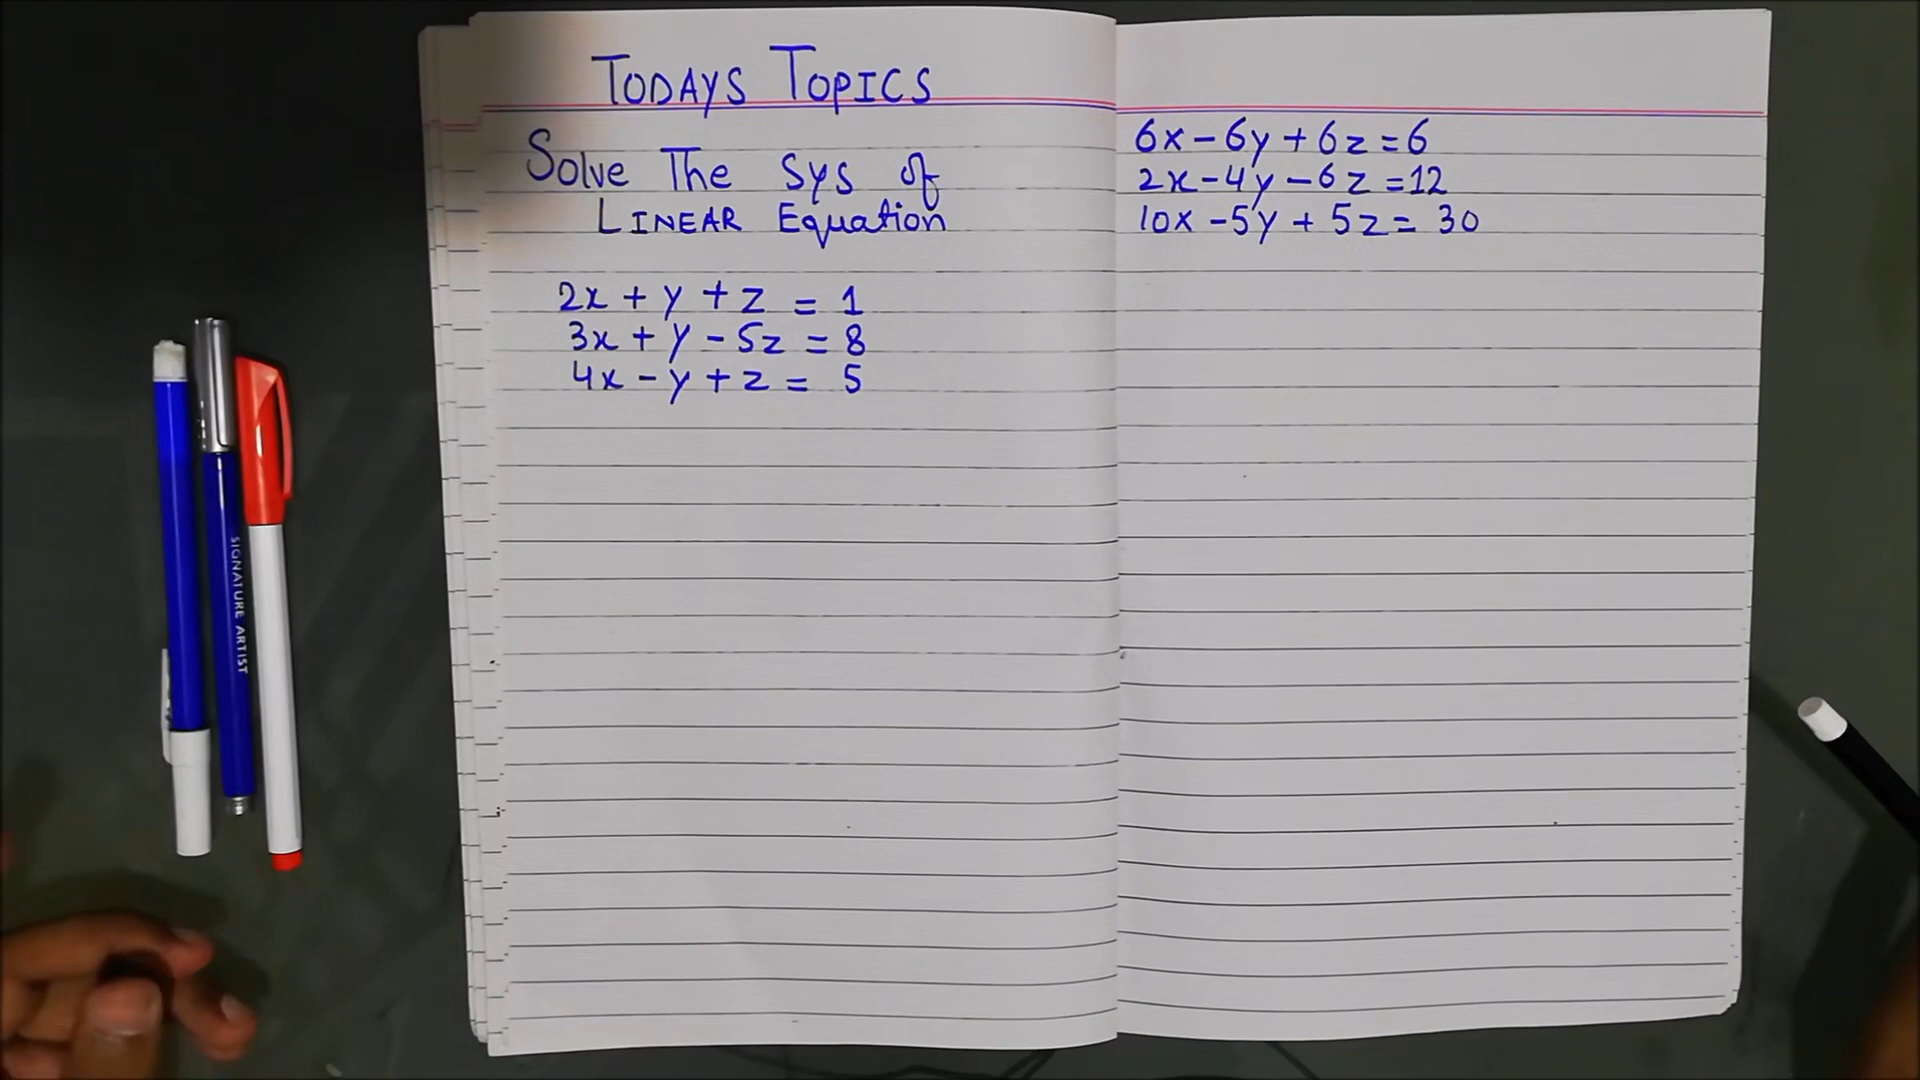 TODAYS TOPICS
Solve The Sys of
LINEAR Equation
2x + y + z = 1
3x + y - 5z = 8
4x - y + z = 5
6x - 6y + 6z = 6
2x - 4y - 6z = 12
10x - 5y + 5z = 30
SIGNATURE ARTIST